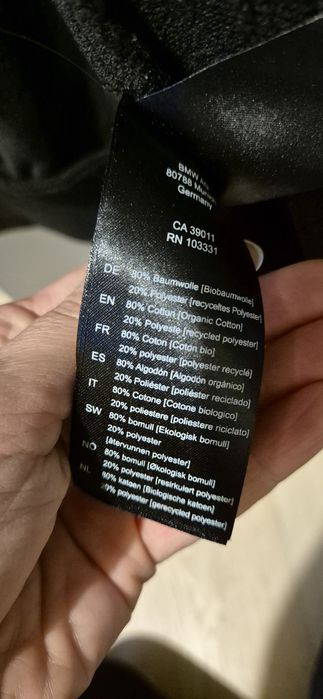 BMW AG
80788 Mun
Germany
CA 39011
RN 103331
DE 80% Baumwolle [Biobaumwolle]
20% Polyester [recyceltes Polyester]
EN 80% Cotton [Organic Cotton]
20% Polyeste [recycled polyester]
FR 80% Coton [Coton bio]
20% polyester [polyester recyclé]
ES 80% Algodón [Algodón orgánico]
20% Poliéster [poliéster reciclado]
IT 80% Cotone [Cotone biologico]
20% poliestere [poliestere riciclato]
SW 80% bomull [Ekologisk bomull]
20% polyester
[återvunnen polyester]
NO 80% bomull [Økologisk bomull]
20% polyester [resirkulert polyester]
NL 80% katoen [Biologische katoen]
20% polyester [gerecycled polyester]